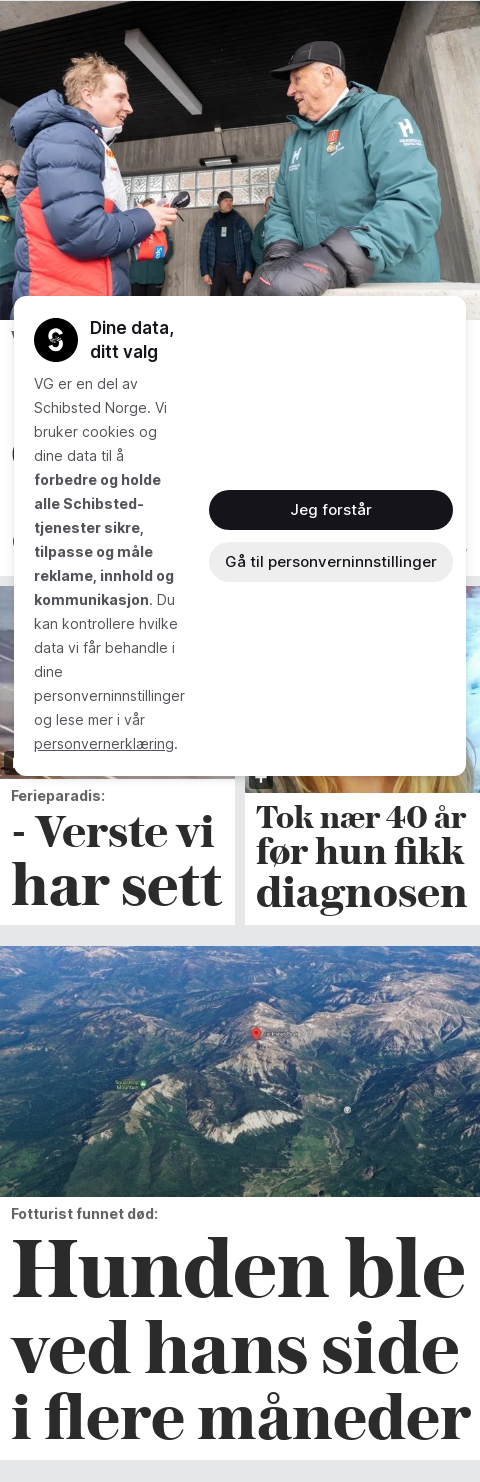 Dine data,
ditt valg
VG er en del av
Schibsted Norge. Vi
bruker cookies og
dine data til å
forbedre og holde
alle Schibsted-
tjenester sikre,
tilpasse og måle
reklame, innhold og
kommunikasjon. Du
kan kontrollere hvilke
data vi får behandle i
dine
personverninnstillinger
og lese mer i vår
personvernerklæring.
Jeg forstår
Gå til personverninnstillinger
Ferieparadis:
- Verste vi
har sett
Tok nær 40 år
før hun fikk
diagnosen
Fotturist funnet død:
Hunden ble
ved hans side
i flere måneder